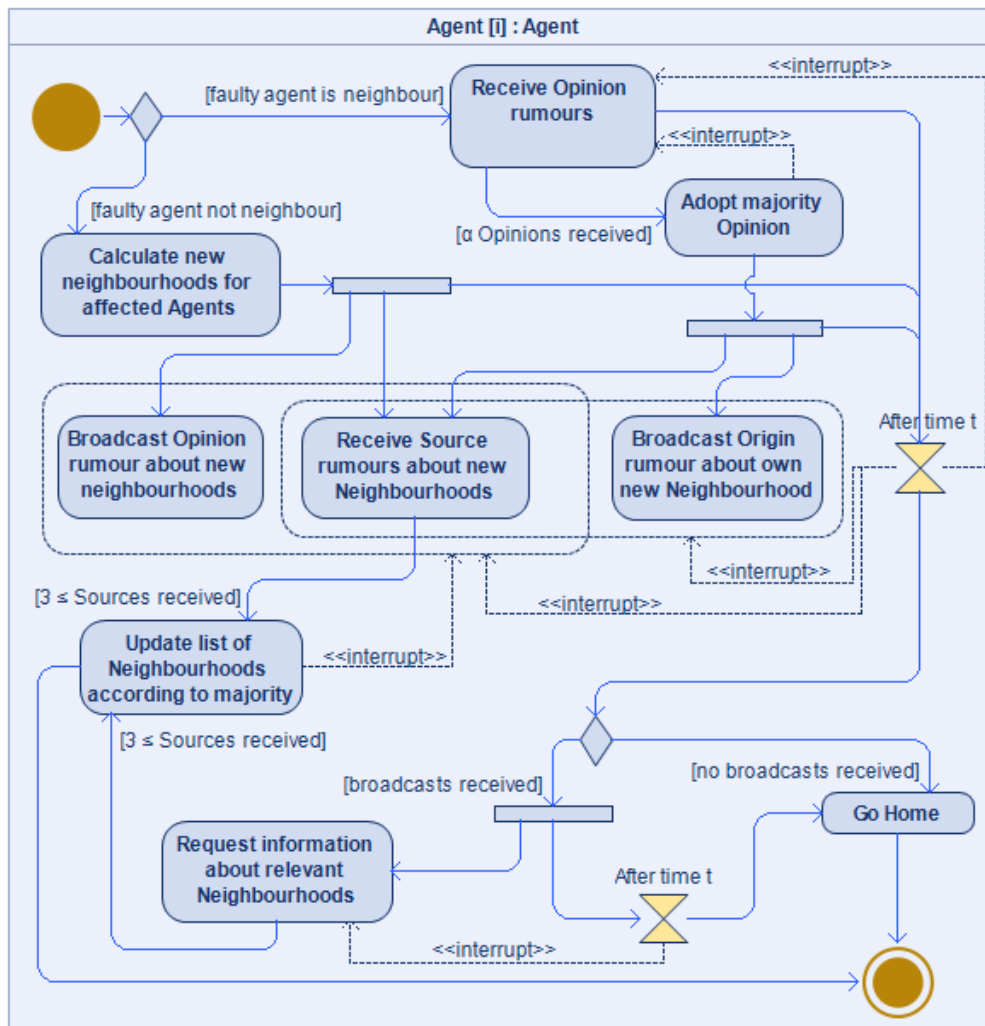 Agent [i] : Agent
<<interrupt>>
[faulty agent is neighbour]
Receive Opinion
rumours
<<interrupt>>
[faulty agent not neighbour]
Adopt majority
Opinion
[α Opinions received]
Calculate new
neighbourhoods for
affected Agents
Broadcast Opinion
rumour about new
neighbourhoods
Receive Source
rumours about new
Neighbourhoods
Broadcast Origin
rumour about own
new Neighbourhood
After time t
<<interrupt>>
<<interrupt>>
[3 ≤ Sources received]
Update list of
Neighbourhoods
according to majority
<<interrupt>>
[3 ≤ Sources received]
[broadcasts received]
[no broadcasts received]
Go Home
Request information
about relevant
Neighbourhoods
After time t
<<interrupt>>